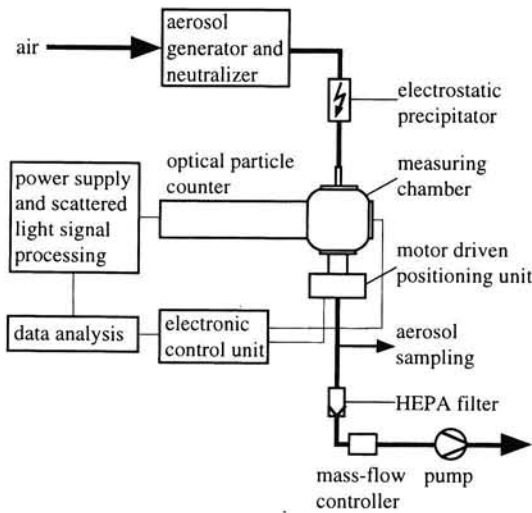 air
aerosol
generator and
neutralizer
electrostatic
precipitator
optical particle
counter
measuring
chamber
power supply
and scattered
light signal
processing
motor driven
positioning unit
data analysis
electronic
control unit
aerosol
sampling
HEPA filter
mass-flow
controller
pump